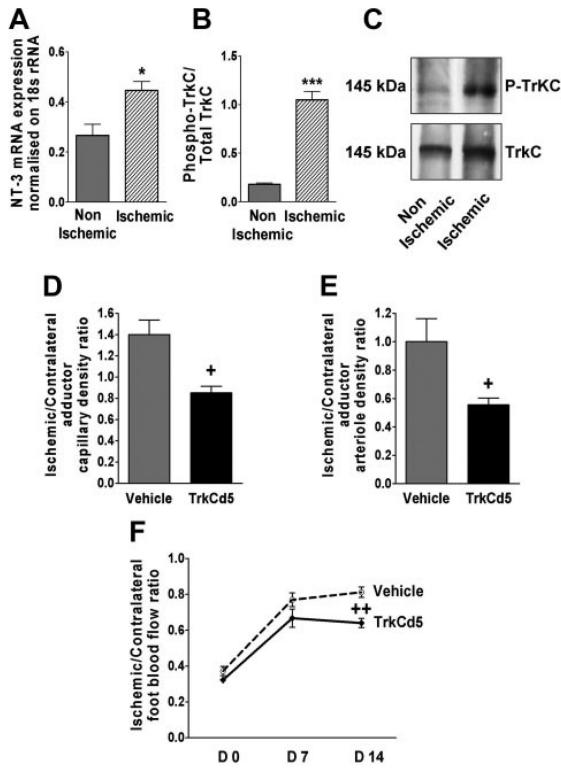 A
NT-3 mRNA expression
normalised on 18s rRNA
0.6
0.4
0.2
0.0
*
Non
Ischemic
Ischemic
B
Phospho-TrkC/
Total TrkC
1.5
1.0
0.5
0.0
***
Non
Ischemic
Ischemic
C
145 kDa
P-TrKC
145 kDa
TrkC
Non
Ischemic
Ischemic
D
Ischemic/Contralateral
adductor
capillary density ratio
1.6
1.4
1.2
1.0
0.8
0.6
0.4
0.2
0.0
+
Vehicle
TrkCd5
E
Ischemic/Contralateral
adductor
arteriole density ratio
1.2
1.0
0.8
0.6
0.4
0.2
0.0
+
Vehicle
TrkCd5
F
Ischemic/Contralateral
foot blood flow ratio
1.0
0.8
0.6
0.4
0.2
Vehicle
++
TrkCd5
D 0
D 7
D 14